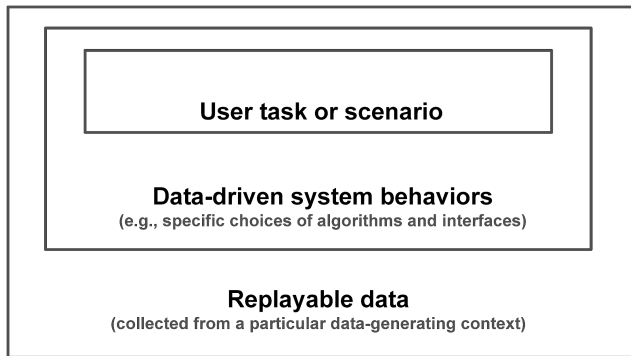 User task or scenario
Data-driven system behaviors
(e.g., specific choices of algorithms and interfaces)
Replayable data
(collected from a particular data-generating context)